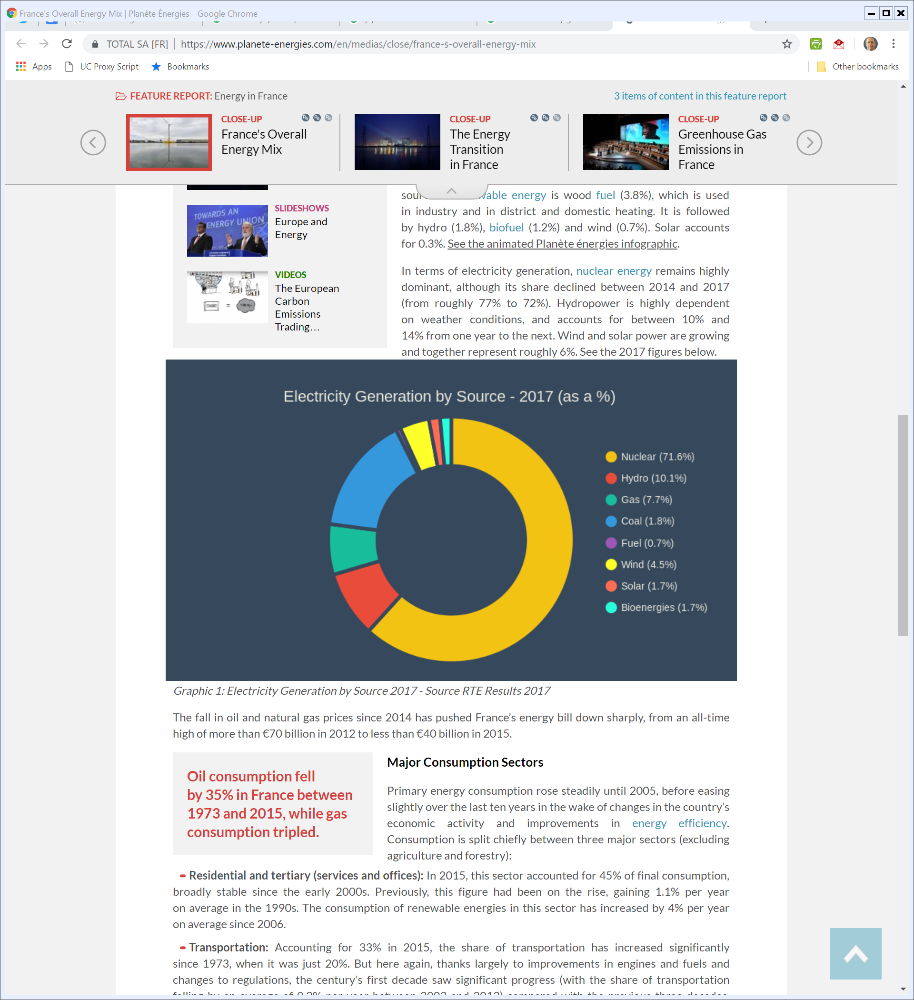 France's Overall Energy Mix | Planète Énergies - Google Chrome
TOTAL SA [FR] | https://www.planete-energies.com/en/medias/close/france-s-overall-energy-mix
Apps UC Proxy Script Bookmarks Other bookmarks
FEATURE REPORT: Energy in France
3 items of content in this feature report
CLOSE-UP
France's Overall
Energy Mix
CLOSE-UP
The Energy
Transition
in France
CLOSE-UP
Greenhouse Gas
Emissions in
France
SLIDESHOWS
Europe and
Energy
TOWARDS AN
ENERGY UNION
VIDEOS
The European
Carbon
Emissions
Trading…
energy is wood fuel (3.8%), which is used
in industry and in district and domestic heating. It is followed
by hydro (1.8%), biofuel (1.2%) and wind (0.7%). Solar accounts
for 0.3%. See the animated Planète énergies infographic.
In terms of electricity generation, nuclear energy remains highly
dominant, although its share declined between 2014 and 2017
(from roughly 77% to 72%). Hydropower is highly dependent
on weather conditions, and accounts for between 10% and
14% from one year to the next. Wind and solar power are growing
and together represent roughly 6%. See the 2017 figures below.
Electricity Generation by Source - 2017 (as a %)
Nuclear (71.6%)
Hydro (10.1%)
Gas (7.7%)
Coal (1.8%)
Fuel (0.7%)
Wind (4.5%)
Solar (1.7%)
Bioenergies (1.7%)
Graphic 1: Electricity Generation by Source 2017 - Source RTE Results 2017
The fall in oil and natural gas prices since 2014 has pushed France’s energy bill down sharply, from an all-time
high of more than €70 billion in 2012 to less than €40 billion in 2015.
Oil consumption fell
by 35% in France between
1973 and 2015, while gas
consumption tripled.
Major Consumption Sectors
Primary energy consumption rose steadily until 2005, before easing
slightly over the last ten years in the wake of changes in the country’s
economic activity and improvements in energy efficiency.
Consumption is split chiefly between three major sectors (excluding
agriculture and forestry):
Residential and tertiary (services and offices): In 2015, this sector accounted for 45% of final consumption,
broadly stable since the early 2000s. Previously, this figure had been on the rise, gaining 1.1% per year
on average in the 1990s. The consumption of renewable energies in this sector has increased by 4% per year
on average since 2006.
Transportation: Accounting for 33% in 2015, the share of transportation has increased significantly
since 1973, when it was just 20%. But here again, thanks largely to improvements in engines and fuels and
changes to regulations, the century’s first decade saw significant progress (with the share of transportation